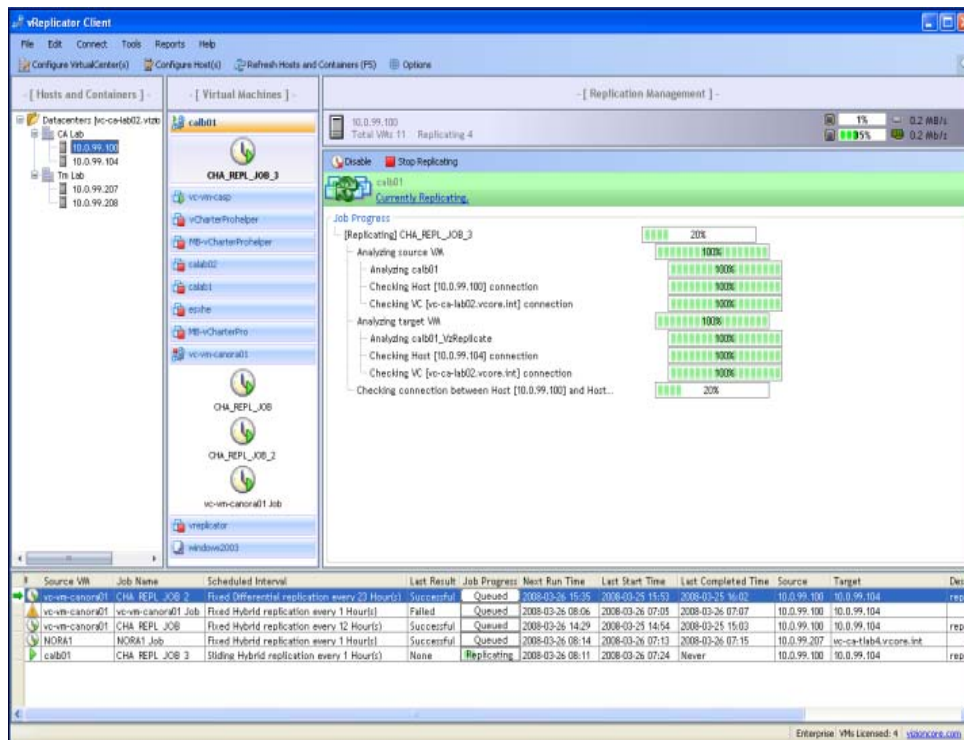 vReplicator Client
File Edit Connect Tools Reports Help
Configure VirtualCenter(s) Configure Host(s) Refresh Hosts and Containers (F5) Options
- [ Hosts and Containers ] -
- [ Virtual Machines ] -
- [ Replication Management ] -
Datacenters [vc-ca-lab02.vizio
CA Lab
10.0.99.100
10.0.99.104
Tm Lab
10.0.99.207
10.0.99.208
calb01
CHA_REPL_JOB_3
vc-vm-casp
vCharterProhelper
MB-vCharterProhelper
calab02
calab1
MB-vCharterPro
vc-vm-canora01
CHA_REPL_JOB
CHA_REPL_JOB_2
vc-vm-canora01 Job
vreplicator
windows2003
10.0.99.100
Total VMs 11 Replicating 4
1% 0.2 MB/s
35% 0.2 Mb/s
Disable Stop Replicating
calb01
Currently Replicating.
Job Progress
[Replicating] CHA_REPL_JOB_3 20%
Analyzing source VM 100%
Analyzing calb01 100%
Checking Host [10.0.99.100] connection 100%
Checking VC [vc-ca-lab02.vcore.int] connection 100%
Analyzing target VM 100%
Analyzing calb01_VzReplicate 100%
Checking Host [10.0.99.104] connection 100%
Checking VC [vc-ca-lab02.vcore.int] connection 100%
Checking connection between Host [10.0.99.100] and Host... 20%
! Source VM Job Name Scheduled Interval Last Result Job Progress Next Run Time Last Start Time Last Completed Time Source Target Des
vc-vm-canora01 CHA_REPL_JOB_2 Fixed Differential replication every 23 Hour(s) Successful Queued 2008-03-26 15:35 2008-03-25 15:53 2008-03-25 16:02 10.0.99.100 10.0.99.104 rep
vc-vm-canora01 vc-vm-canora01 Job Fixed Hybrid replication every 1 Hour(s) Failed Queued 2008-03-26 08:06 2008-03-26 07:05 2008-03-26 07:07 10.0.99.100 10.0.99.104
vc-vm-canora01 CHA_REPL_JOB Fixed Hybrid replication every 12 Hour(s) Successful Queued 2008-03-26 14:29 2008-03-25 14:54 2008-03-25 15:03 10.0.99.100 10.0.99.104 rep
NORA1 NORA1 Job Fixed Hybrid replication every 1 Hour(s) Successful Queued 2008-03-26 08:14 2008-03-26 07:13 2008-03-26 07:15 10.0.99.207 vc-ca-tlab4.vcore.int
calb01 CHA_REPL_JOB_3 Sliding Hybrid replication every 1 Hour(s) None Replicating 2008-03-26 08:11 2008-03-26 07:24 Never 10.0.99.100 10.0.99.104 rep
Enterprise VMs Licensed: 4 vizioncore.com